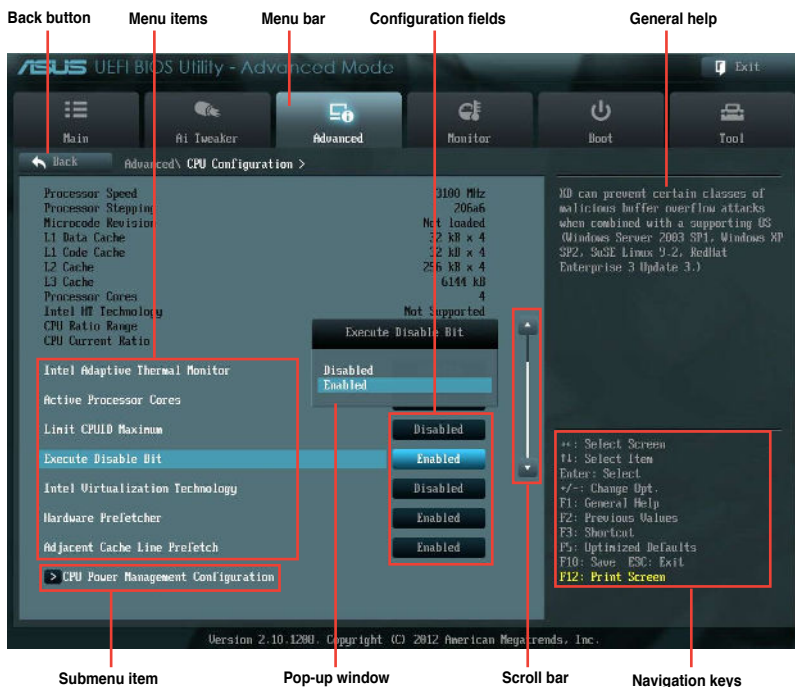 Back button Menu items Menu bar Configuration fields General help
ASUS UEFI BIOS Utility - Advanced Mode
Exit
Main Ai Tweaker Advanced Monitor Boot Tool
Back Advanced\ CPU Configuration >
Processor Speed 3100 MHz
Processor Stepping 206a6
Microcode Revision Not loaded
L1 Data Cache 32 kB x 4
L1 Code Cache 32 kB x 4
L2 Cache 256 kB x 4
L3 Cache 6144 kB
Processor Cores 4
Intel HT Technology Not Supported
CPU Ratio Range
CPU Current Ratio
Execute Disable Bit
Disabled
Enabled
Intel Adaptive Thermal Monitor
Active Processor Cores
Limit CPUID Maximum Disabled
Execute Disable Bit Enabled
Intel Virtualization Technology Disabled
Hardware Prefetcher Enabled
Adjacent Cache Line Prefetch Enabled
> CPU Power Management Configuration
XD can prevent certain classes of
malicious buffer overflow attacks
when combined with a supporting OS
(Windows Server 2003 SP1, Windows XP
SP2, SuSE Linux 9.2, RedHat
Enterprise 3 Update 3.)
→←: Select Screen
↑↓: Select Item
Enter: Select
+/-: Change Opt.
F1: General Help
F2: Previous Values
F3: Shortcut
F5: Optimized Defaults
F10: Save ESC: Exit
F12: Print Screen
Version 2.10.1208. Copyright (C) 2012 American Megatrends, Inc.
Submenu item Pop-up window Scroll bar Navigation keys